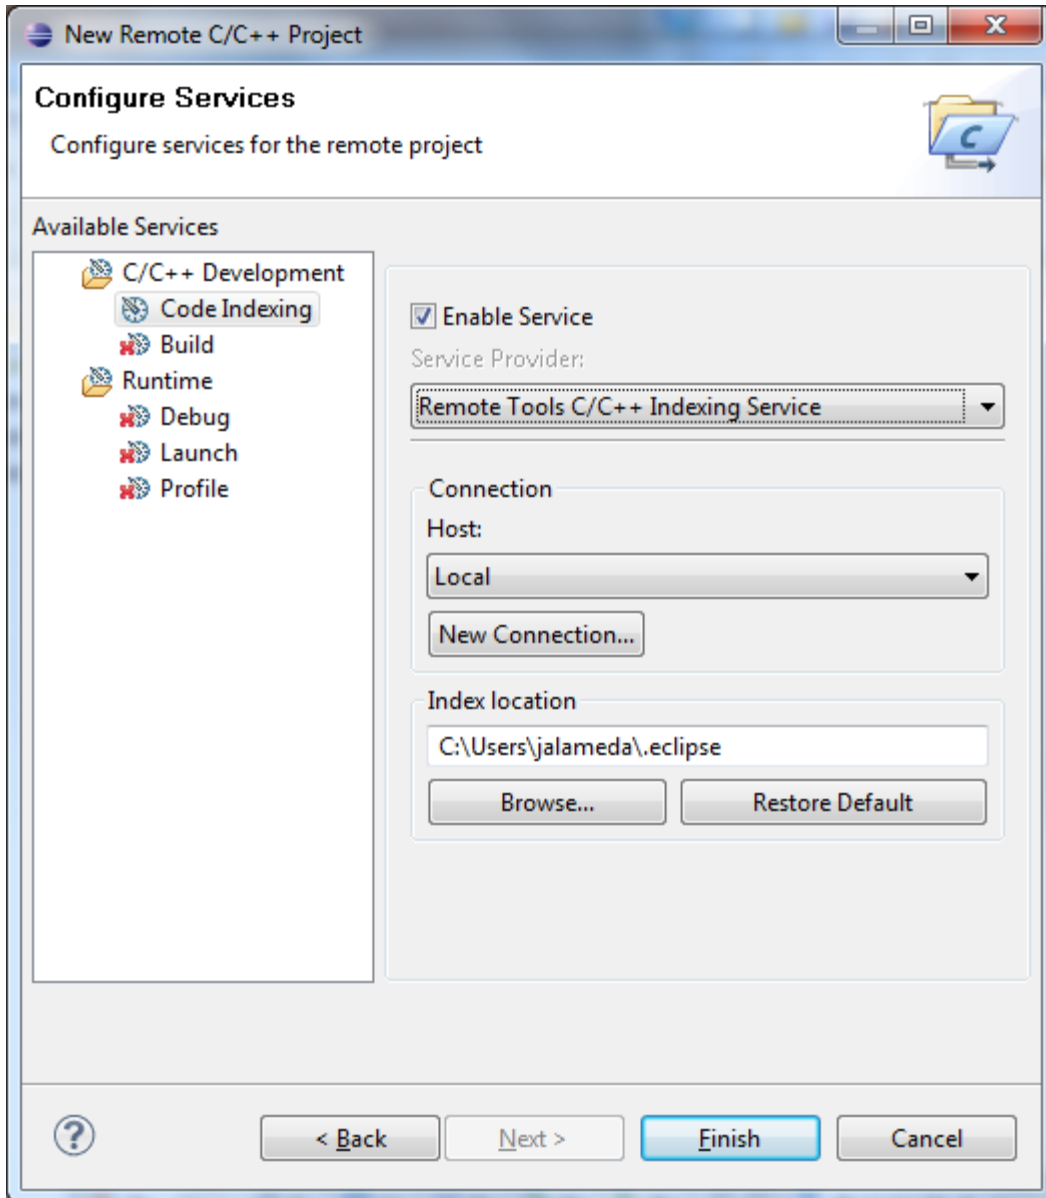 New Remote C/C++ Project
Configure Services
Configure services for the remote project
C
Available Services
C/C++ Development
Code Indexing
Build
Runtime
Debug
Launch
Profile
Enable Service
Service Provider:
Remote Tools C/C++ Indexing Service
Connection
Host:
Local
New Connection...
Index location
C:\Users\jalameda\.eclipse
Browse... Restore Default
? < Back Next > Finish Cancel